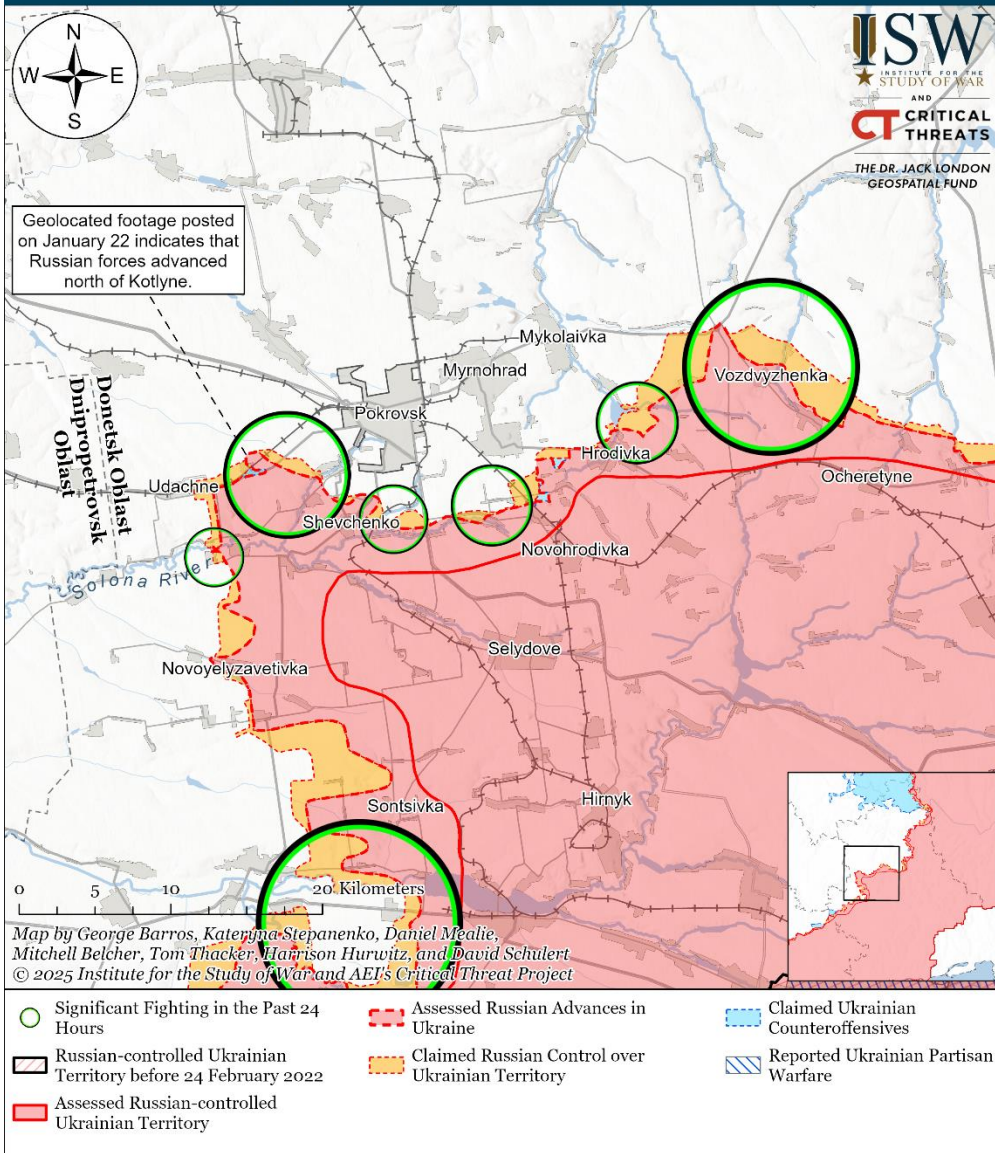 N
W
E
S
ISW
INSTITUTE FOR THE
STUDY OF WAR
AND
CT CRITICAL
THREATS
THE DR. JACK LONDON
GEOSPATIAL FUND
Geolocated footage posted
on January 22 indicates that
Russian forces advanced
north of Kotlyne.
Mykolaivka
Myrnohrad
Vozdvyzhenka
Pokrovsk
Donetsk Oblast
Dnipropetrovsk
Oblast
Hrodivka
Ocheretyne
Udachne
Shevchenko
Novohrodivka
Solona River
Selydove
Novoyelyzavetivka
Sontsivka
Hirnyk
0 5 10 20 Kilometers
Map by George Barros, Kateryna Stepanenko, Daniel Mealie,
Mitchell Belcher, Tom Thacker, Harrison Hurwitz, and David Schulert
© 2025 Institute for the Study of War and AEI's Critical Threat Project
Significant Fighting in the Past 24
Hours
Russian-controlled Ukrainian
Territory before 24 February 2022
Assessed Russian-controlled
Ukrainian Territory
Assessed Russian Advances in
Ukraine
Claimed Russian Control over
Ukrainian Territory
Claimed Ukrainian
Counteroffensives
Reported Ukrainian Partisan
Warfare